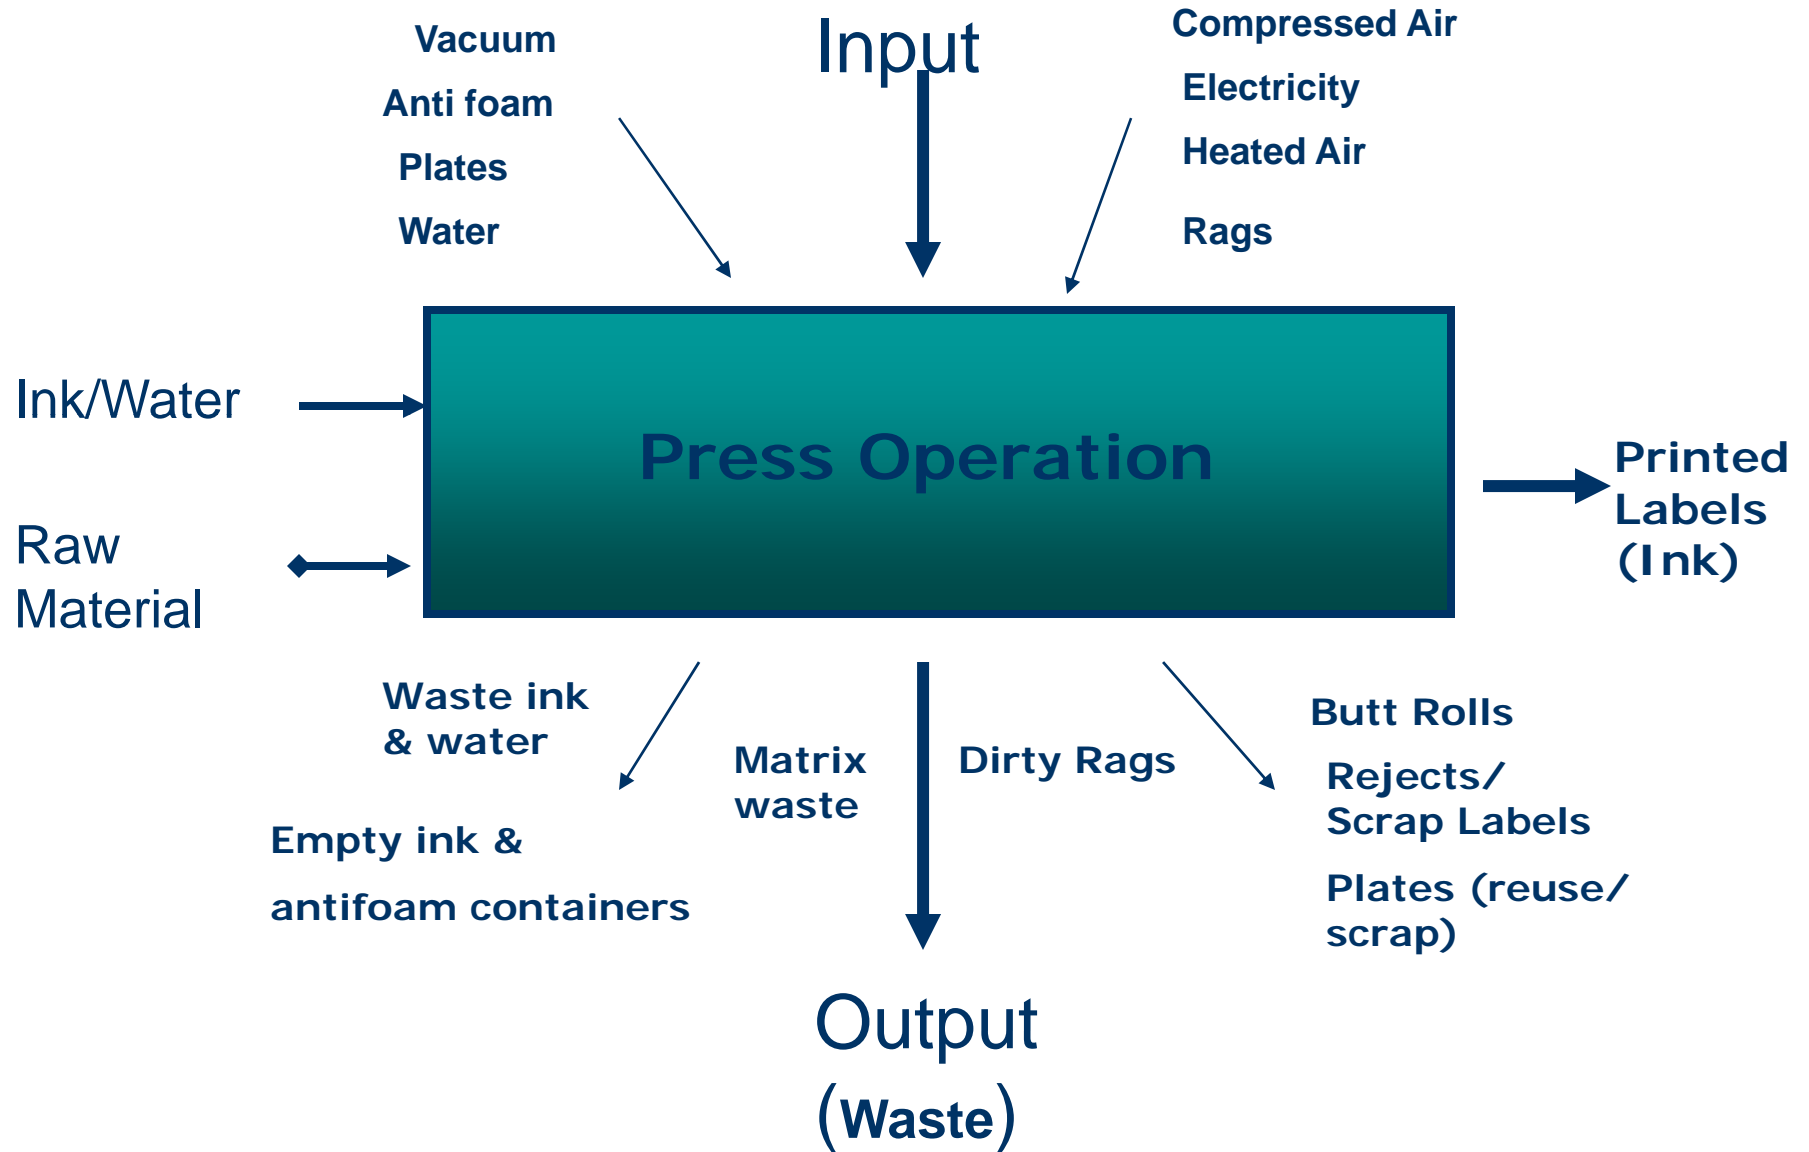 Input
Vacuum
Anti foam
Plates
Water
Compressed Air
Electricity
Heated Air
Rags
Ink/Water
Raw
Material
Press Operation
Printed
Labels
(Ink)
Waste ink
& water
Empty ink &
antifoam containers
Matrix
waste
Dirty Rags
Butt Rolls
Rejects/
Scrap Labels
Plates (reuse/
scrap)
Output
(Waste)